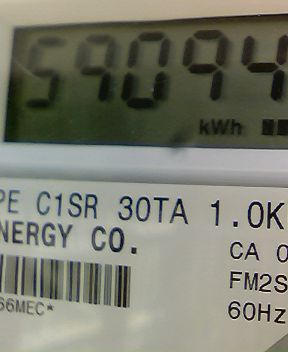 59094
kWh
PE C1SR 30TA 1.0K
NERGY CO.
CA 0
FM2S
66MEC*
60Hz